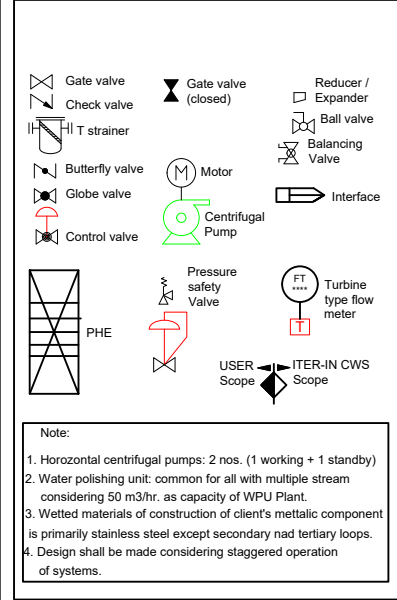 Gate valve
Check valve
T strainer
Butterfly valve
Globe valve
Control valve
Gate valve
(closed)
M
Motor
Centrifugal
Pump
Reducer /
Expander
Ball valve
Balancing
Valve
Interface
PHE
Pressure
safety
Valve
FT
****
T
Turbine
type flow
meter
USER
Scope
ITER-IN CWS
Scope
Note:
1. Horozontal centrifugal pumps: 2 nos. (1 working + 1 standby)
2. Water polishing unit: common for all with multiple stream
considering 50 m3/hr. as capacity of WPU Plant.
3. Wetted materials of construction of client's mettalic component
is primarily stainless steel except secondary nad tertiary loops.
4. Design shall be made considering staggered operation
of systems.